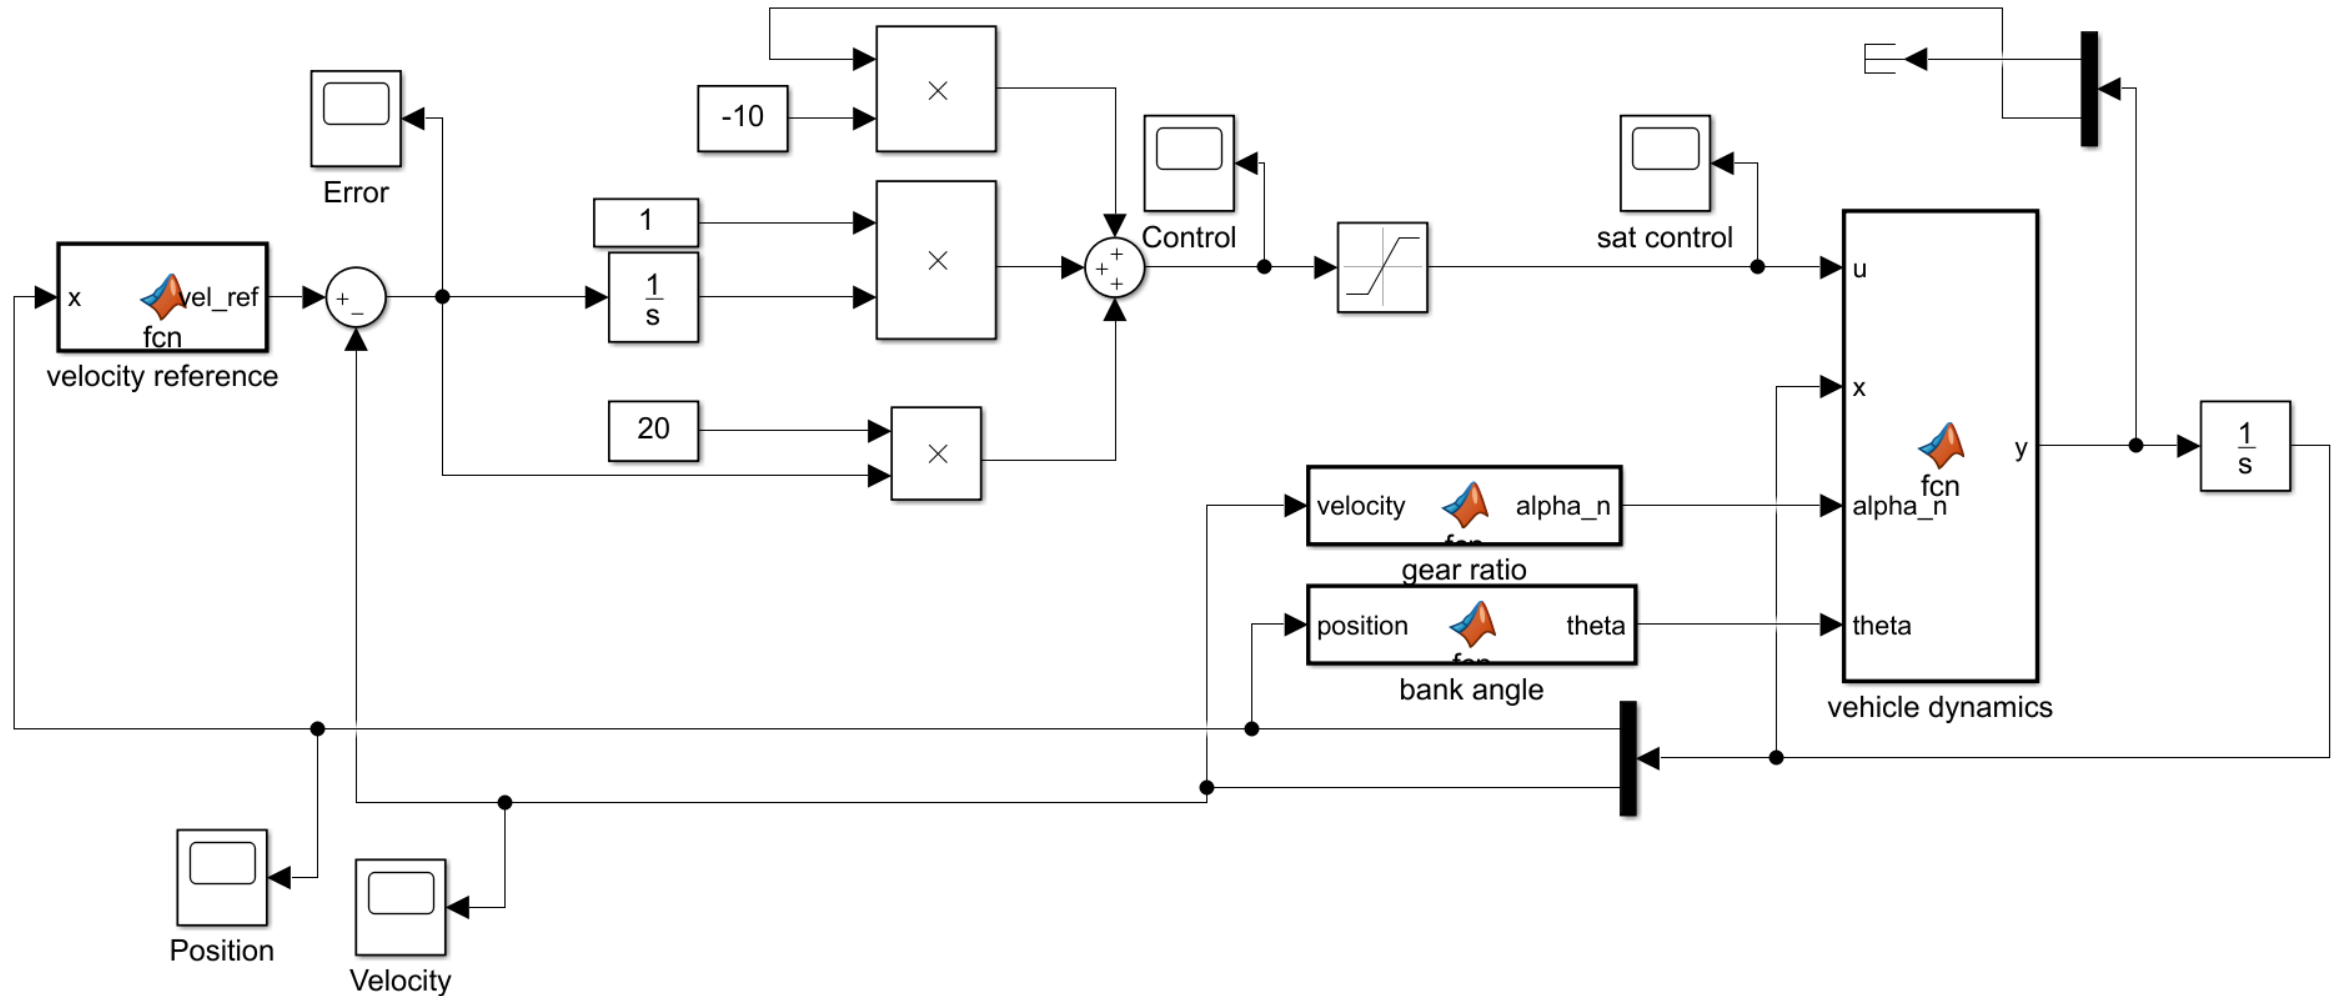 -10
Error
Control
sat control
1
x
vel_ref
fcn
velocity reference
+
−
1
s
+
+
+
u
x
20
y
1
s
fcn
velocity
alpha_n
alpha_n
gear ratio
position
theta
theta
bank angle
vehicle dynamics
Position
Velocity